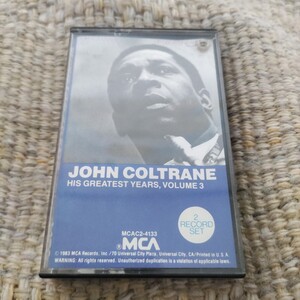 JOHN COLTRANE
HIS GREATEST YEARS, VOLUME 3
2
RECORD
SET
MCAC2-4133
MCA
© 1983 MCA Records, Inc./70 Universal City Plaza, Universal City, CA/Printed in U.S.A.
WARNING: All rights reserved. Unauthorized duplication is a violation of applicable laws.